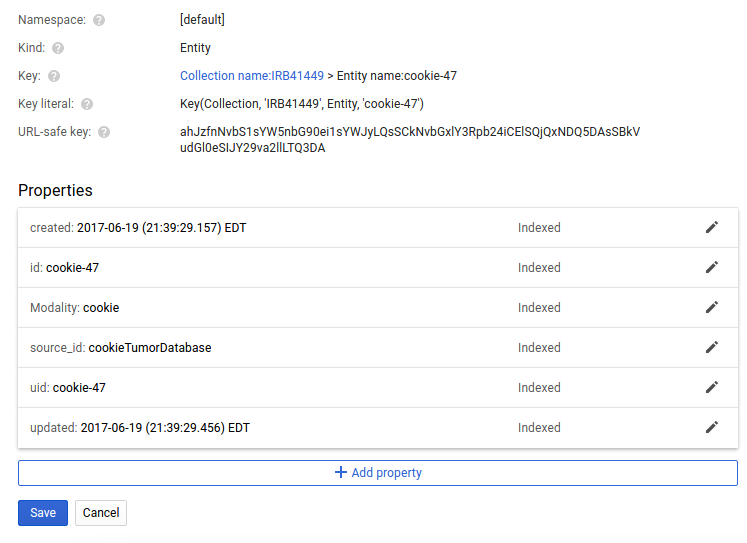 Namespace: ? [default]
Kind: ? Entity
Key: ? Collection name:IRB41449 > Entity name:cookie-47
Key literal: ? Key(Collection, 'IRB41449', Entity, 'cookie-47')
URL-safe key: ? ahJzfnNvbS1sYW5nbG90ei1sYWJyLQsSCkNvbGxlY3Rpb24iCElSQjQxNDQ5DAsSBkV
udGl0eSIJY29va2llLTQ3DA
Properties
created: 2017-06-19 (21:39:29.157) EDT Indexed
id: cookie-47 Indexed
Modality: cookie Indexed
source_id: cookieTumorDatabase Indexed
uid: cookie-47 Indexed
updated: 2017-06-19 (21:39:29.456) EDT Indexed
+ Add property
Save Cancel